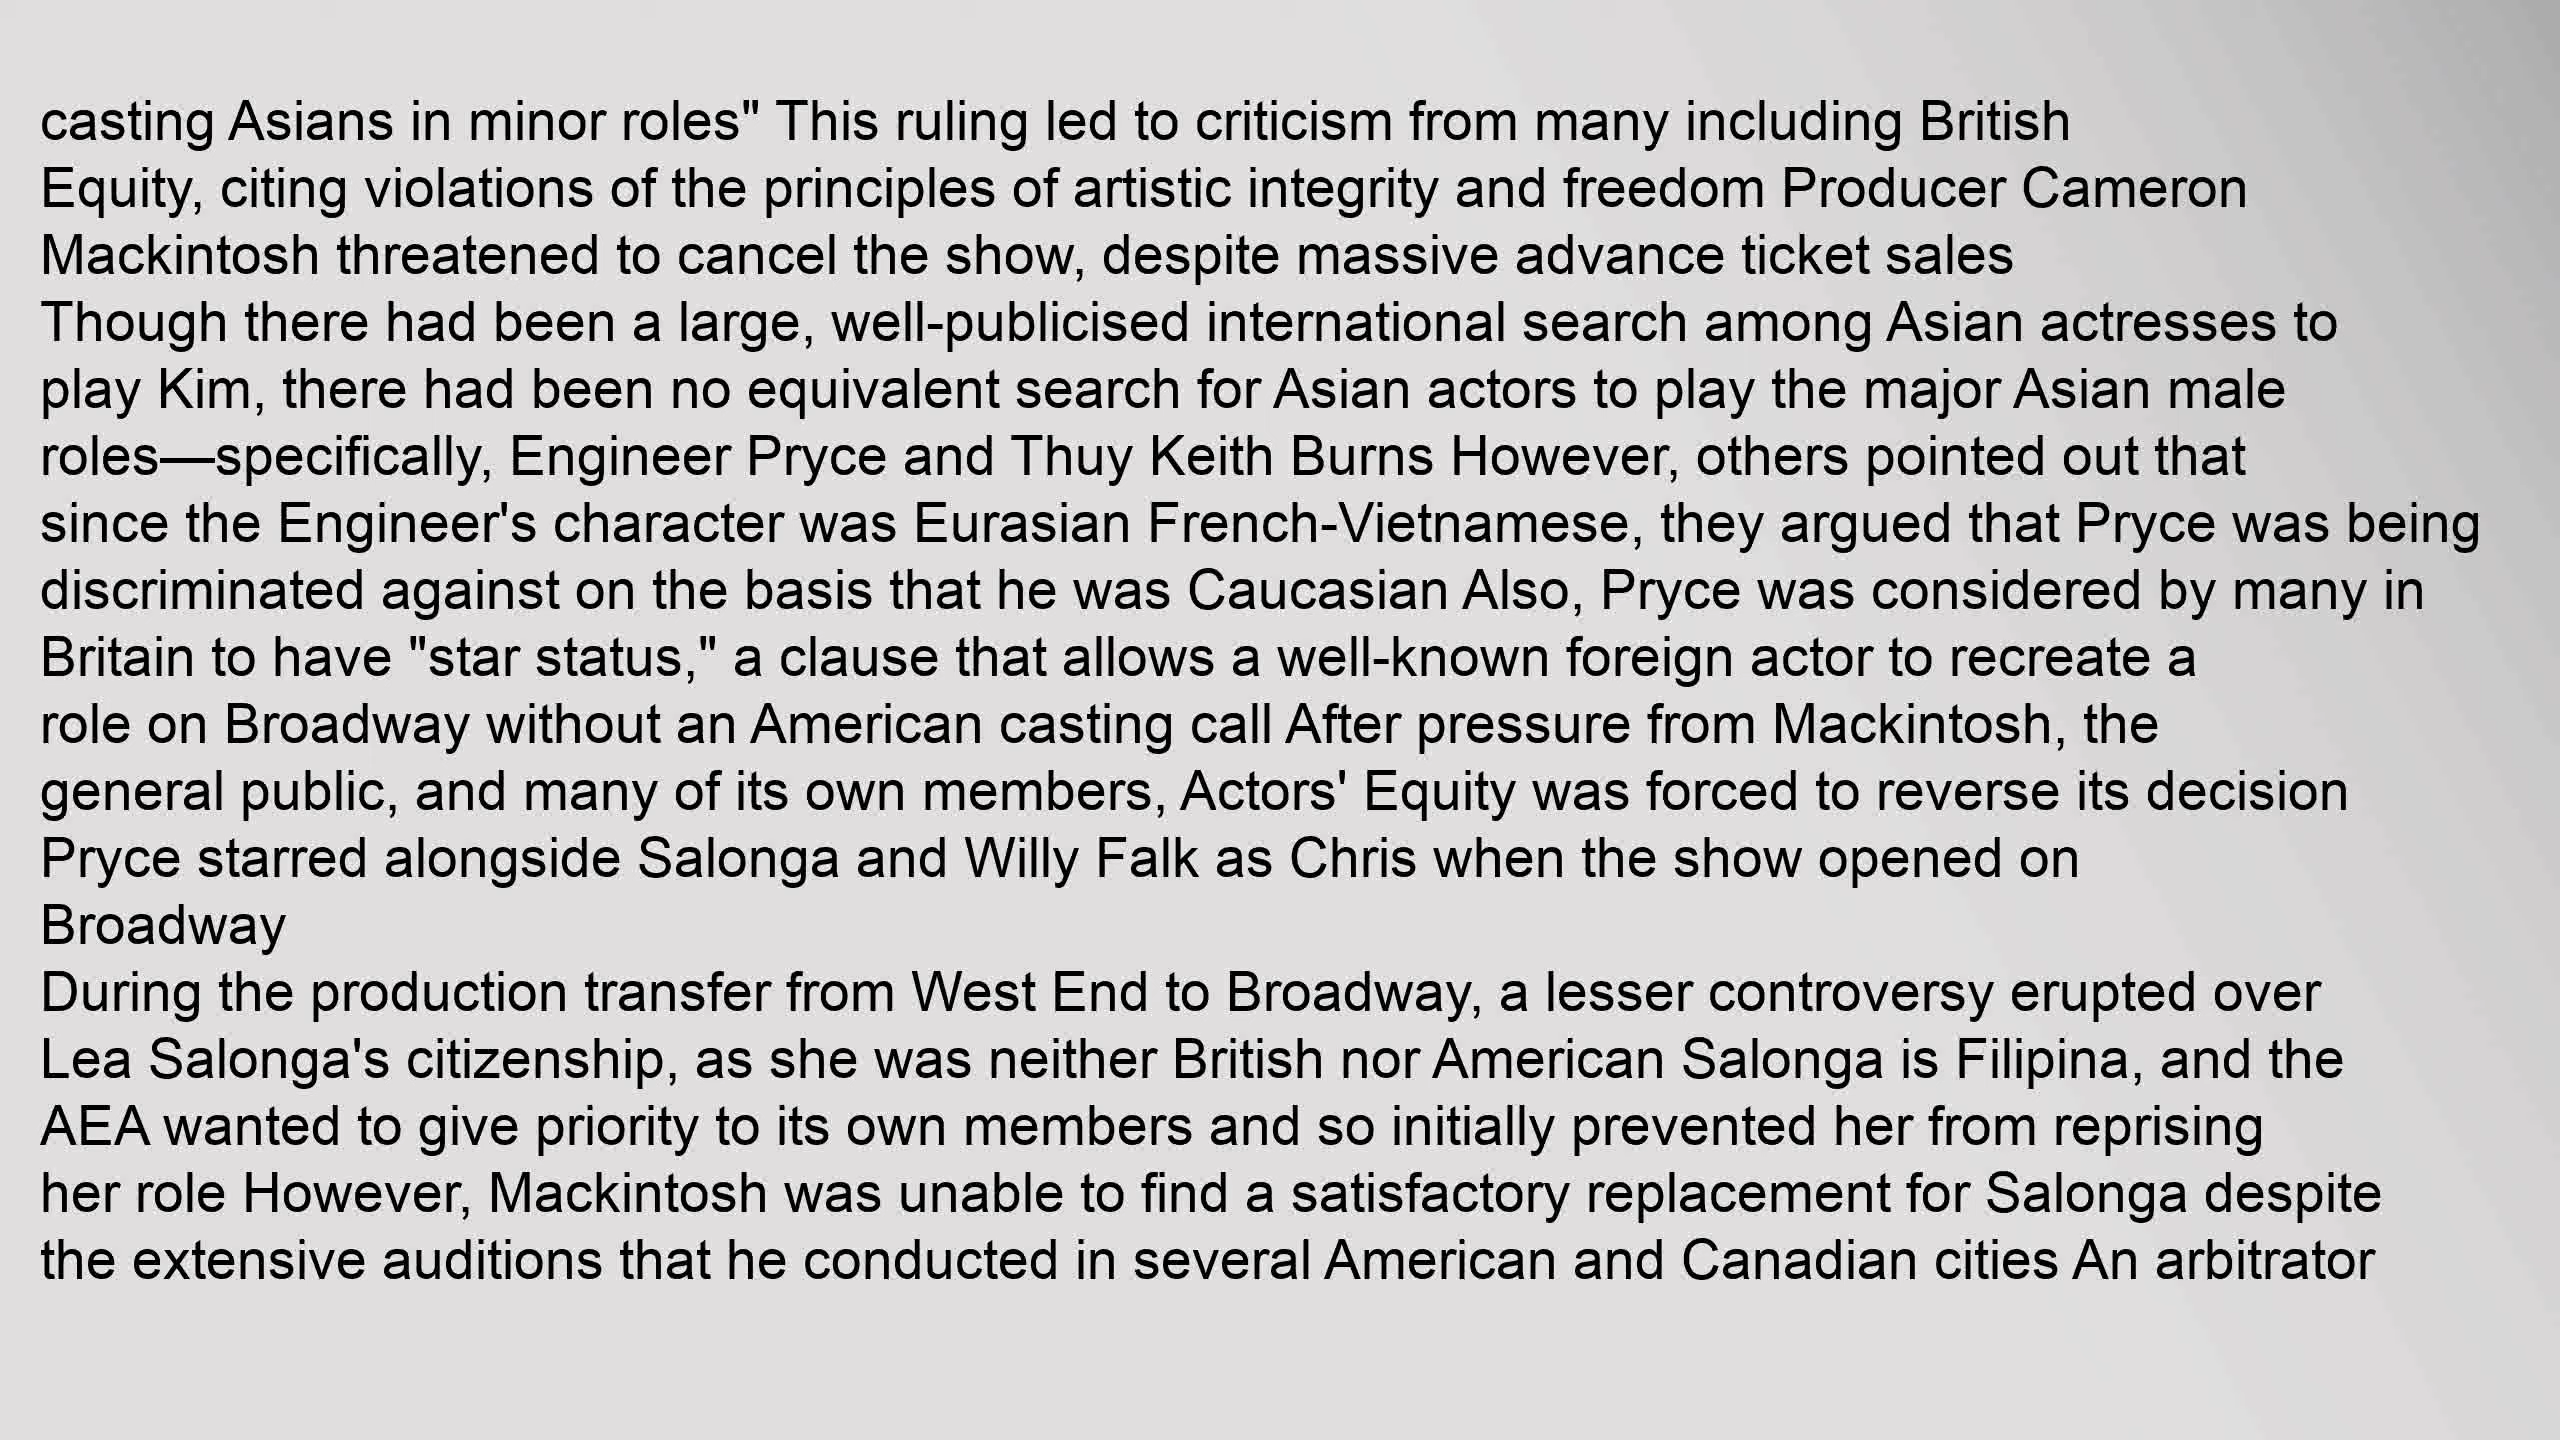 casting Asians in minor roles" This ruling led to criticism from many including British
Equity, citing violations of the principles of artistic integrity and freedom Producer Cameron
Mackintosh threatened to cancel the show, despite massive advance ticket sales
Though there had been a large, well-publicised international search among Asian actresses to
play Kim, there had been no equivalent search for Asian actors to play the major Asian male
roles—specifically, Engineer Pryce and Thuy Keith Burns However, others pointed out that
since the Engineer's character was Eurasian French-Vietnamese, they argued that Pryce was being
discriminated against on the basis that he was Caucasian Also, Pryce was considered by many in
Britain to have "star status," a clause that allows a well-known foreign actor to recreate a
role on Broadway without an American casting call After pressure from Mackintosh, the
general public, and many of its own members, Actors' Equity was forced to reverse its decision
Pryce starred alongside Salonga and Willy Falk as Chris when the show opened on
Broadway
During the production transfer from West End to Broadway, a lesser controversy erupted over
Lea Salonga's citizenship, as she was neither British nor American Salonga is Filipina, and the
AEA wanted to give priority to its own members and so initially prevented her from reprising
her role However, Mackintosh was unable to find a satisfactory replacement for Salonga despite
the extensive auditions that he conducted in several American and Canadian cities An arbitrator